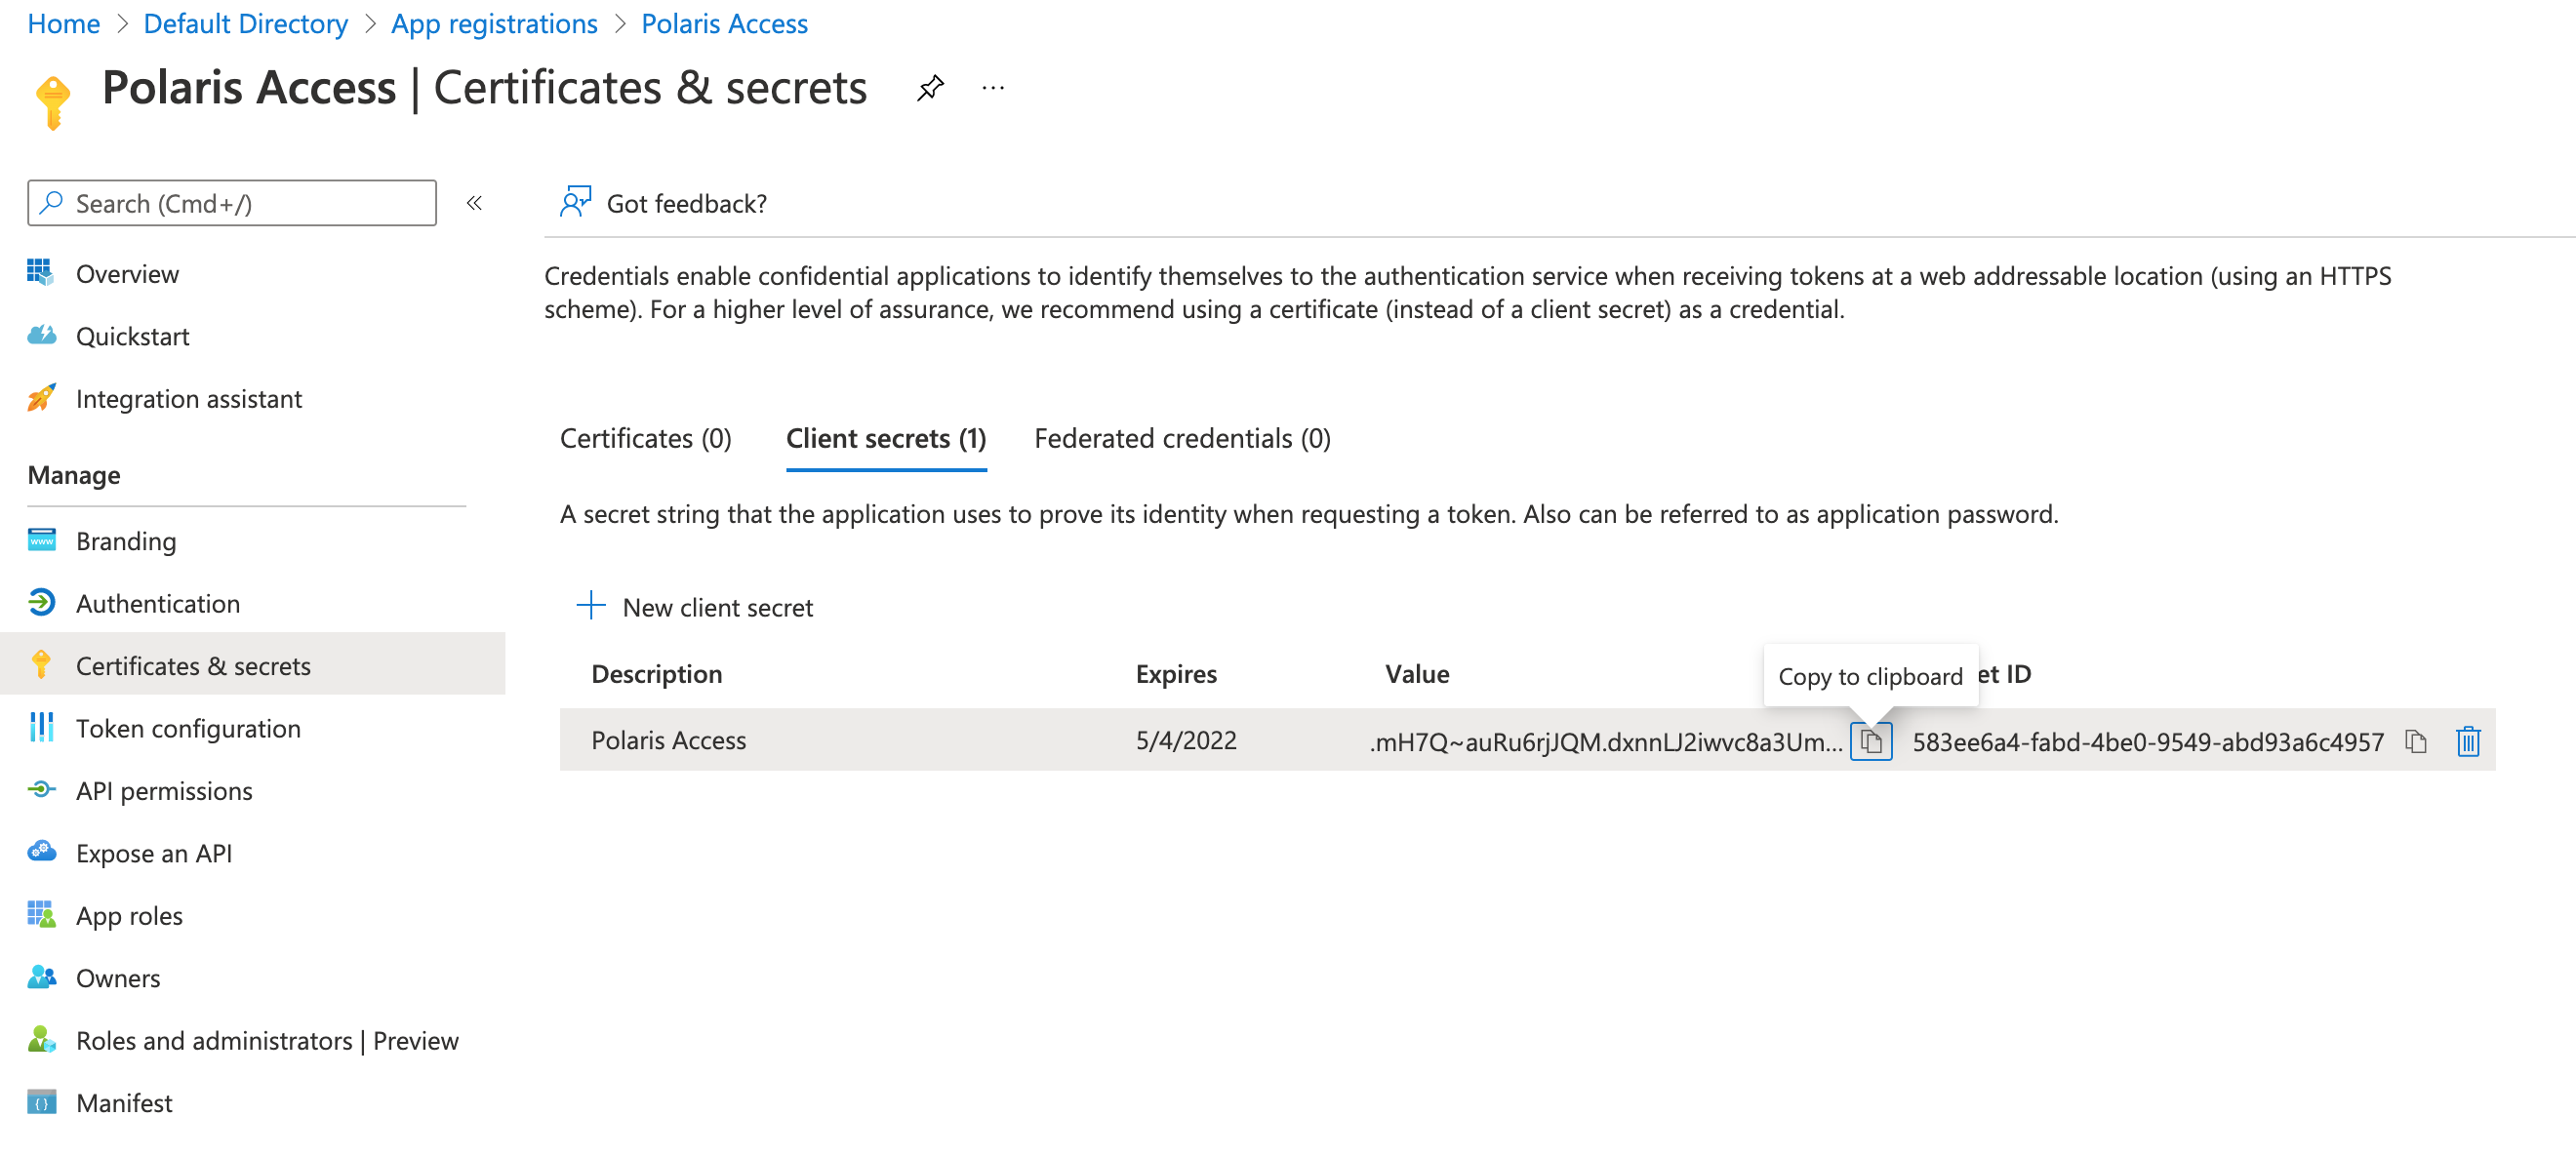 Home > Default Directory > App registrations > Polaris Access
Polaris Access | Certificates & secrets ...
Search (Cmd+/) «
Overview
Quickstart
Integration assistant
Manage
Branding
Authentication
Certificates & secrets
Token configuration
API permissions
Expose an API
App roles
Owners
Roles and administrators | Preview
Manifest
Got feedback?
Credentials enable confidential applications to identify themselves to the authentication service when receiving tokens at a web addressable location (using an HTTPS
scheme). For a higher level of assurance, we recommend using a certificate (instead of a client secret) as a credential.
Certificates (0) Client secrets (1) Federated credentials (0)
A secret string that the application uses to prove its identity when requesting a token. Also can be referred to as application password.
New client secret
Description Expires Value et ID
Copy to clipboard
Polaris Access 5/4/2022 .mH7Q~auRu6rjJQM.dxnnLJ2iwvc8a3Um... 583ee6a4-fabd-4be0-9549-abd93a6c4957